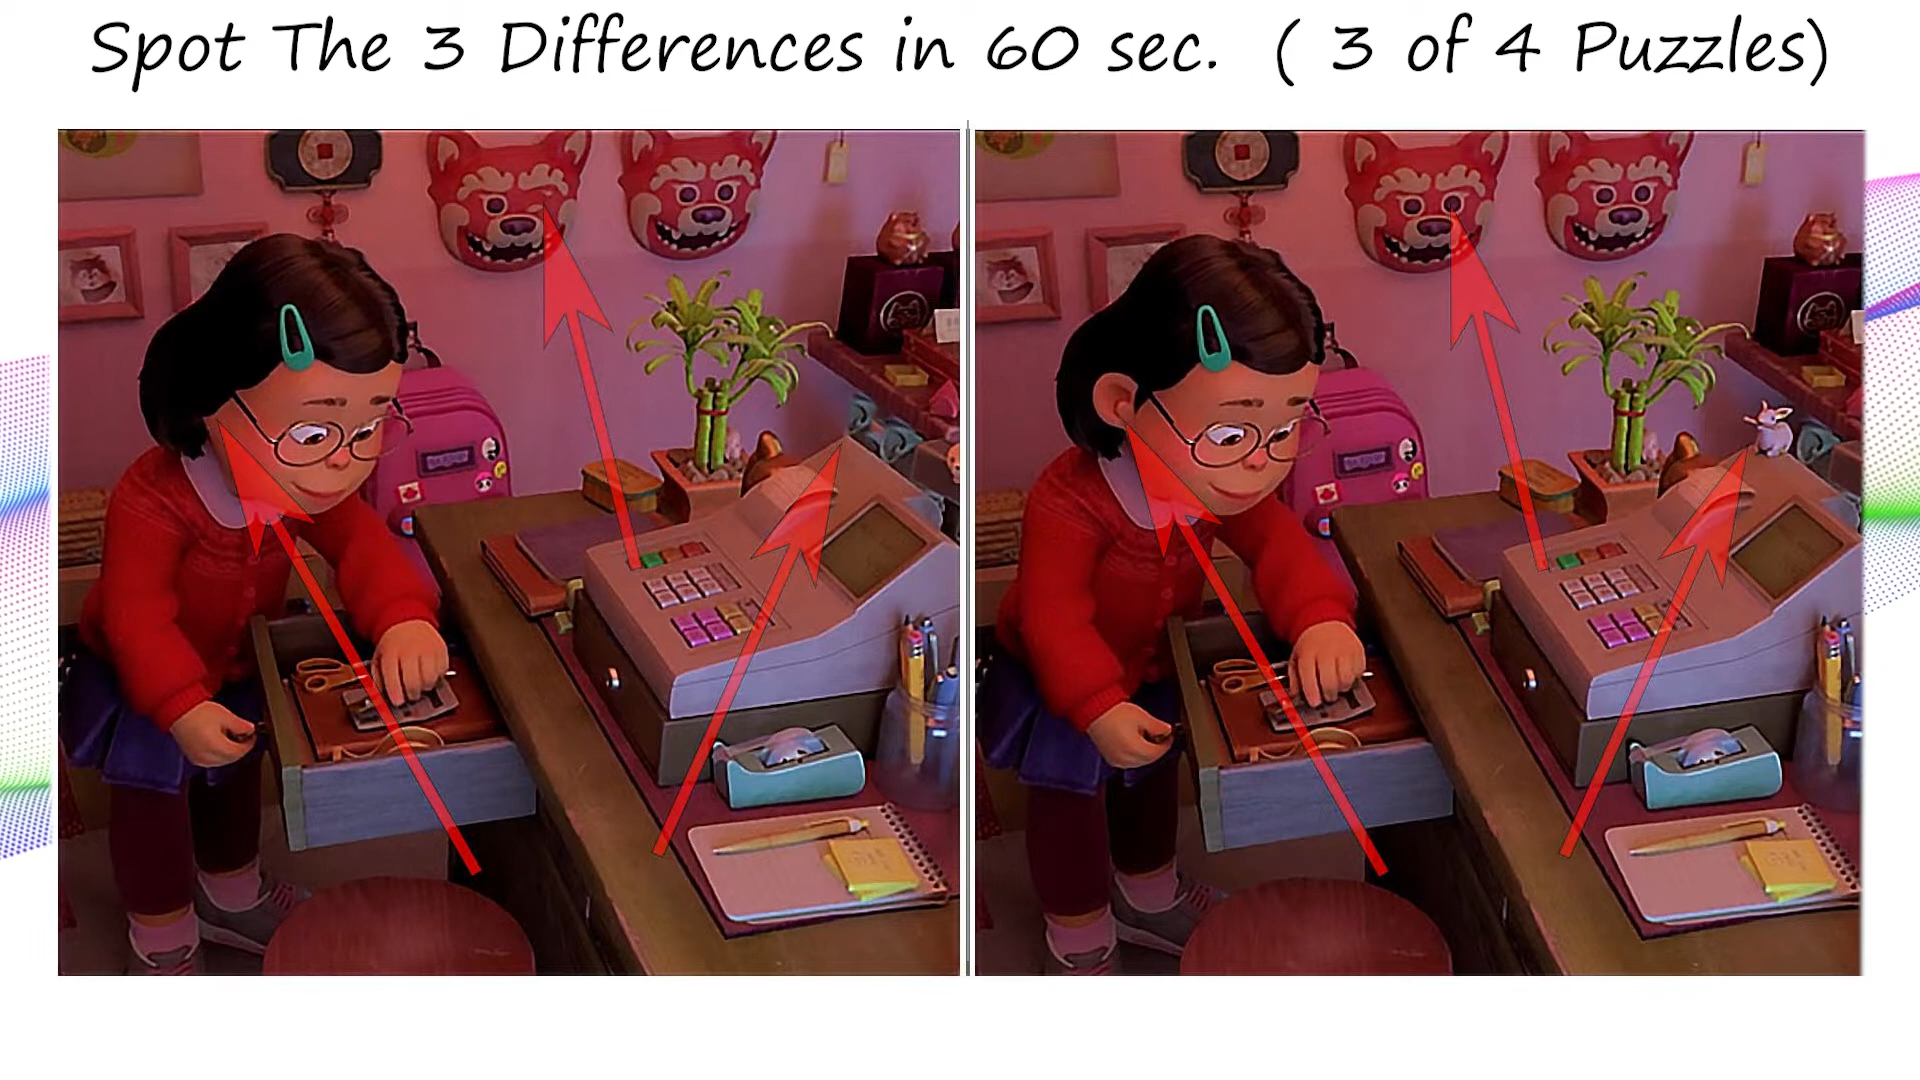 Spot The 3 Differences in 60 sec. ( 3 of 4 Puzzles)